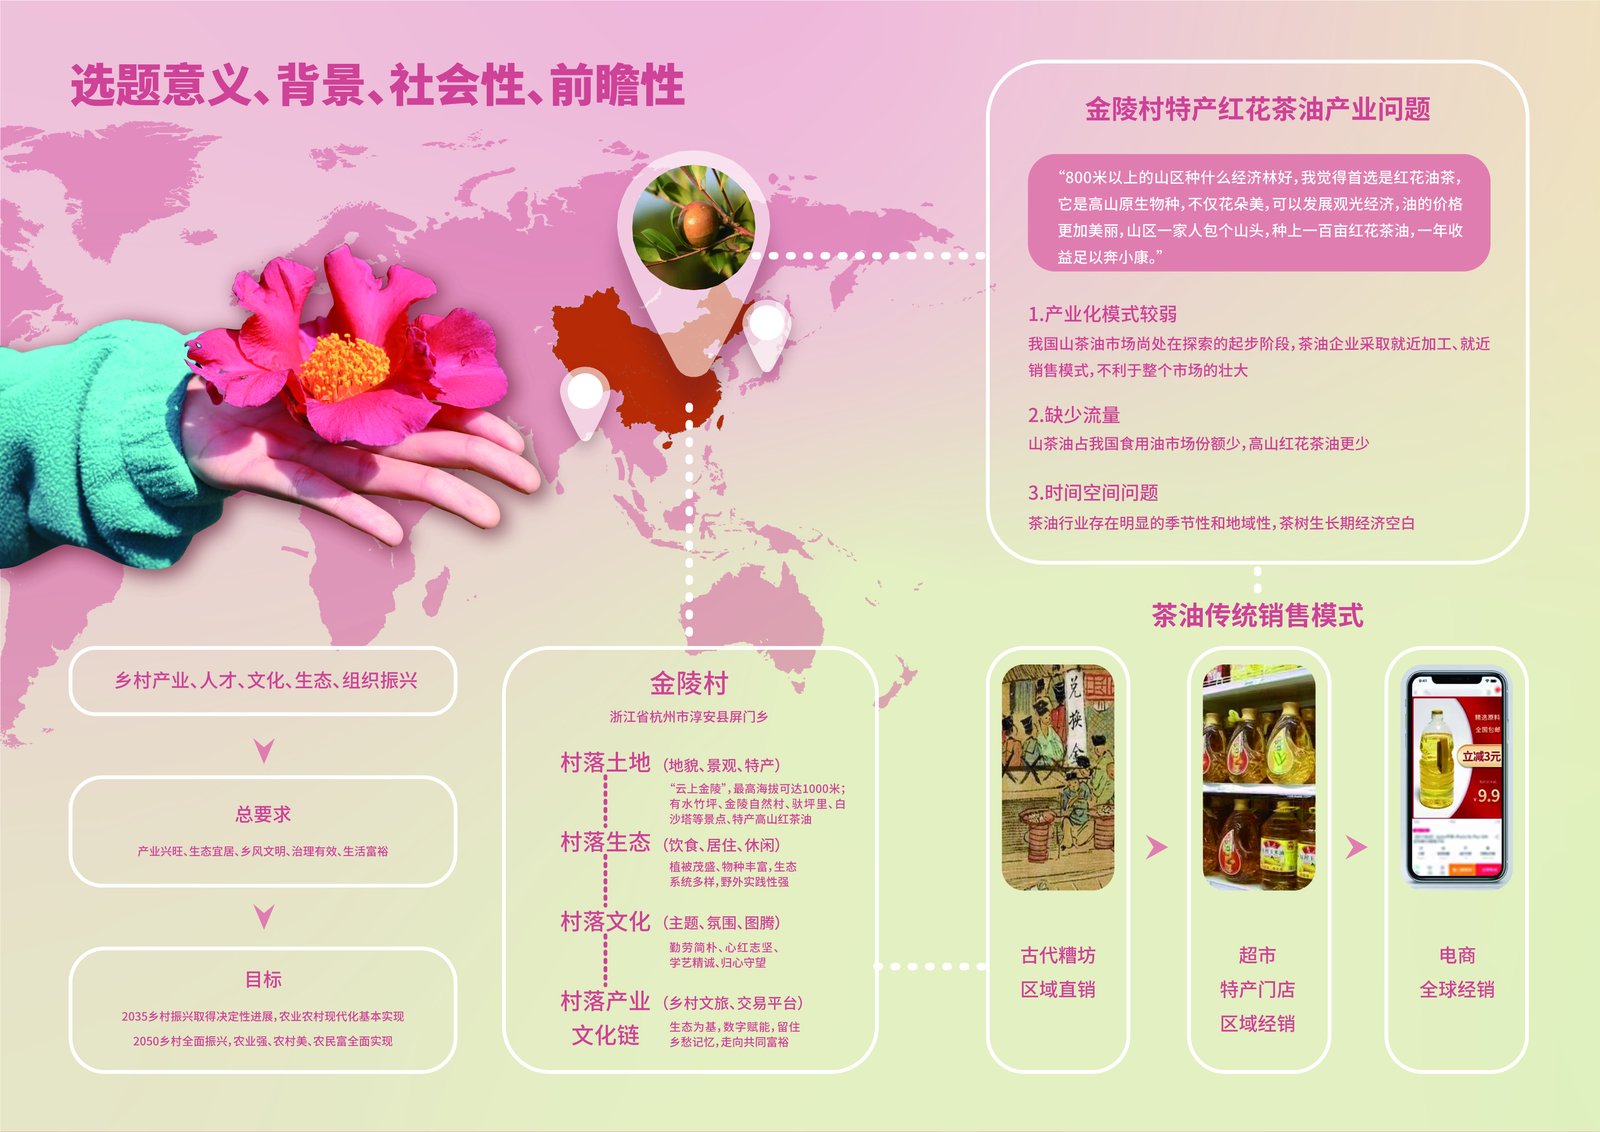 选题意义、背景、社会性、前瞻性
金陵村特产红花茶油产业问题
“800米以上的山区种什么经济林好，我觉得首选是红花油茶，
它是高山原生物种，不仅花朵美，可以发展观光经济，油的价格
更加美丽，山区一家人包个山头，种上一百亩红花茶油，一年收
益足以奔小康。”
1.产业化模式较弱
我国山茶油市场尚处在探索的起步阶段，茶油企业采取就近加工、就近
销售模式，不利于整个市场的壮大
2.缺少流量
山茶油占我国食用油市场份额少，高山红花茶油更少
3.时间空间问题
茶油行业存在明显的季节性和地域性，茶树生长期经济空白
乡村产业、人才、文化、生态、组织振兴
总要求
产业兴旺、生态宜居、乡风文明、治理有效、生活富裕
目标
2035乡村振兴取得决定性进展，农业农村现代化基本实现
2050乡村全面振兴，农业强、农村美、农民富全面实现
金陵村
浙江省杭州市淳安县屏门乡
村落土地（地貌、景观、特产）
“云上金陵”，最高海拔可达1000米；
有水竹坪、金陵自然村、驮坪里、白
沙塔等景点、特产高山红茶油
村落生态（饮食、居住、休闲）
植被茂盛、物种丰富，生态
系统多样，野外实践性强
村落文化（主题、氛围、图腾）
勤劳简朴、心红志坚、
学艺精诚、归心守望
村落产业（乡村文旅、交易平台）
文化链
生态为基，数字赋能，留住
乡愁记忆，走向共同富裕
茶油传统销售模式
兑换金
精选原料
全国包邮
立减3元
9.9
古代糟坊
区域直销
超市
特产门店
区域经销
电商
全球经销